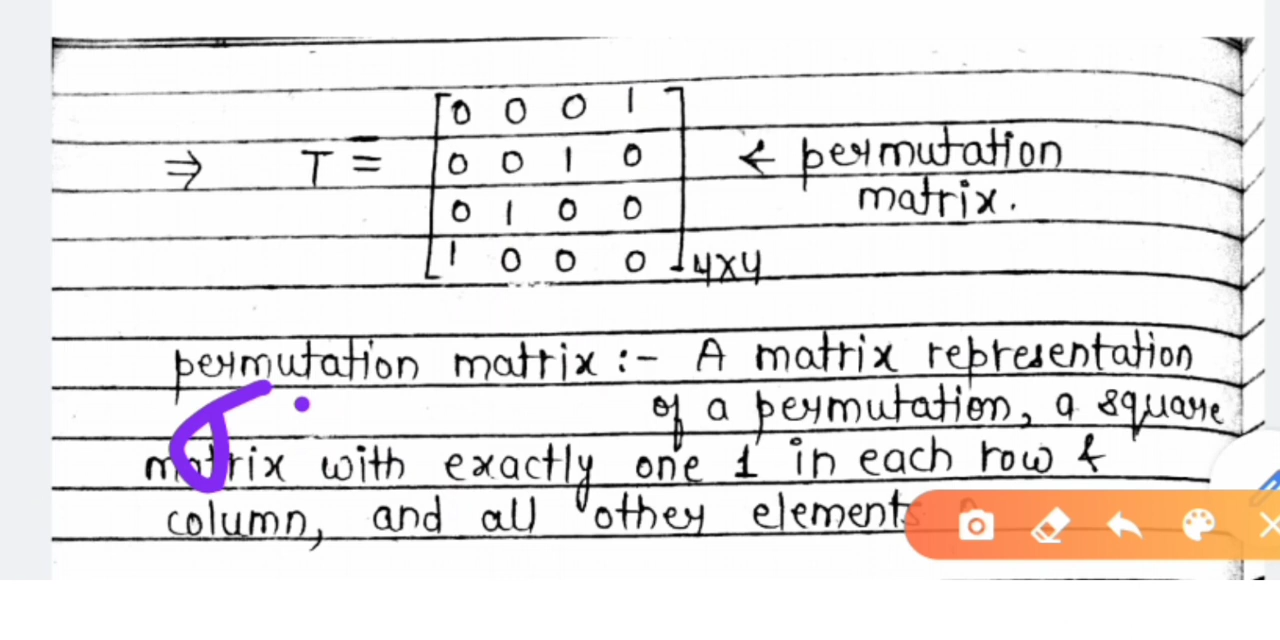 ⇒ T = [0 0 0 1
0 0 1 0 ← permutation
0 1 0 0 matrix.
1 0 0 0] 4x4
permutation matrix :- A matrix representation
of a permutation, a square
matrix with exactly one 1 in each row &
column, and all other elements
σ